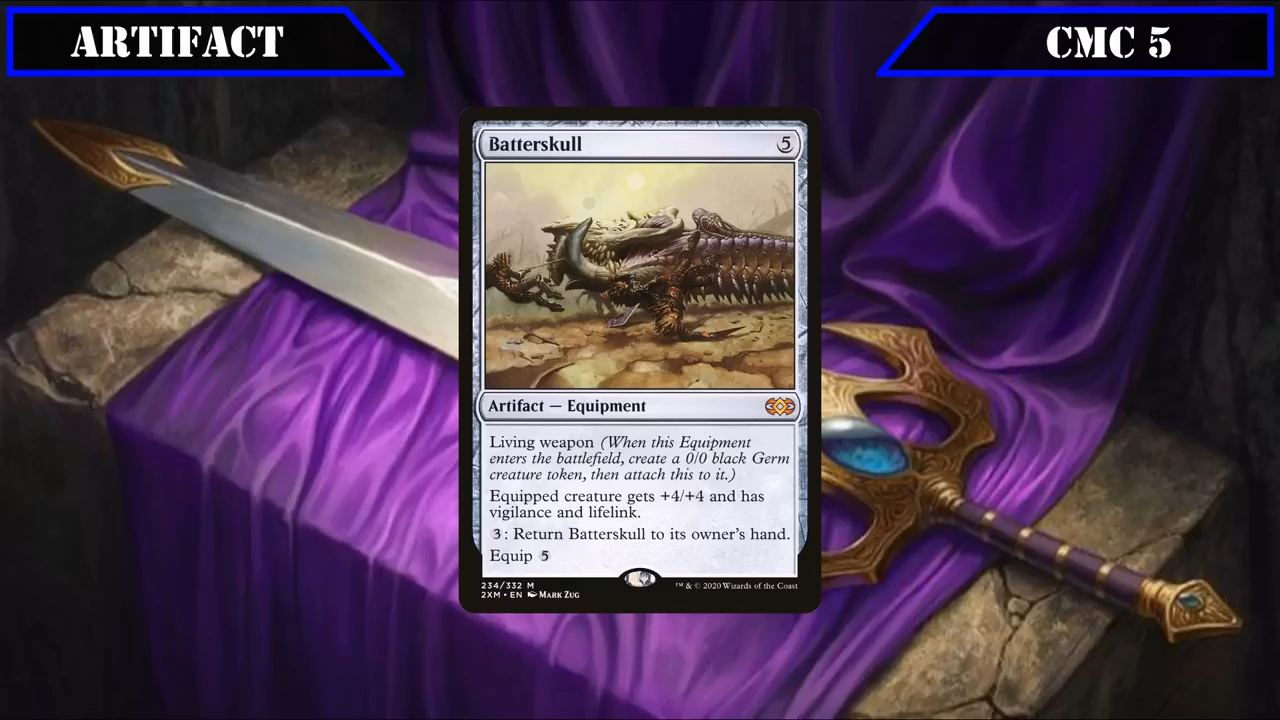 ARTIFACT
CMC 5
Batterskull 5
Artifact — Equipment
Living weapon (When this Equipment
enters the battlefield, create a 0/0 black Germ
creature token, then attach this to it.)
Equipped creature gets +4/+4 and has
vigilance and lifelink.
3: Return Batterskull to its owner's hand.
Equip 5
234/332 M
2XM • EN Mark Zug
™ & © 2020 Wizards of the Coast